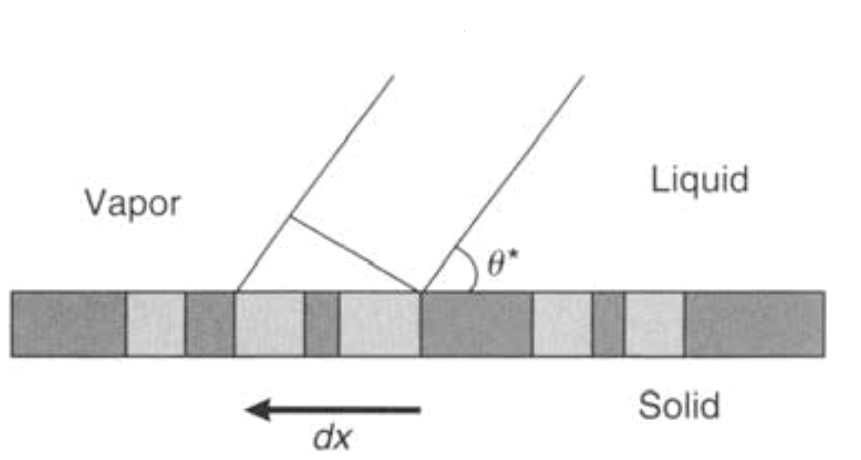 Vapor
Liquid
θ*
Solid
dx